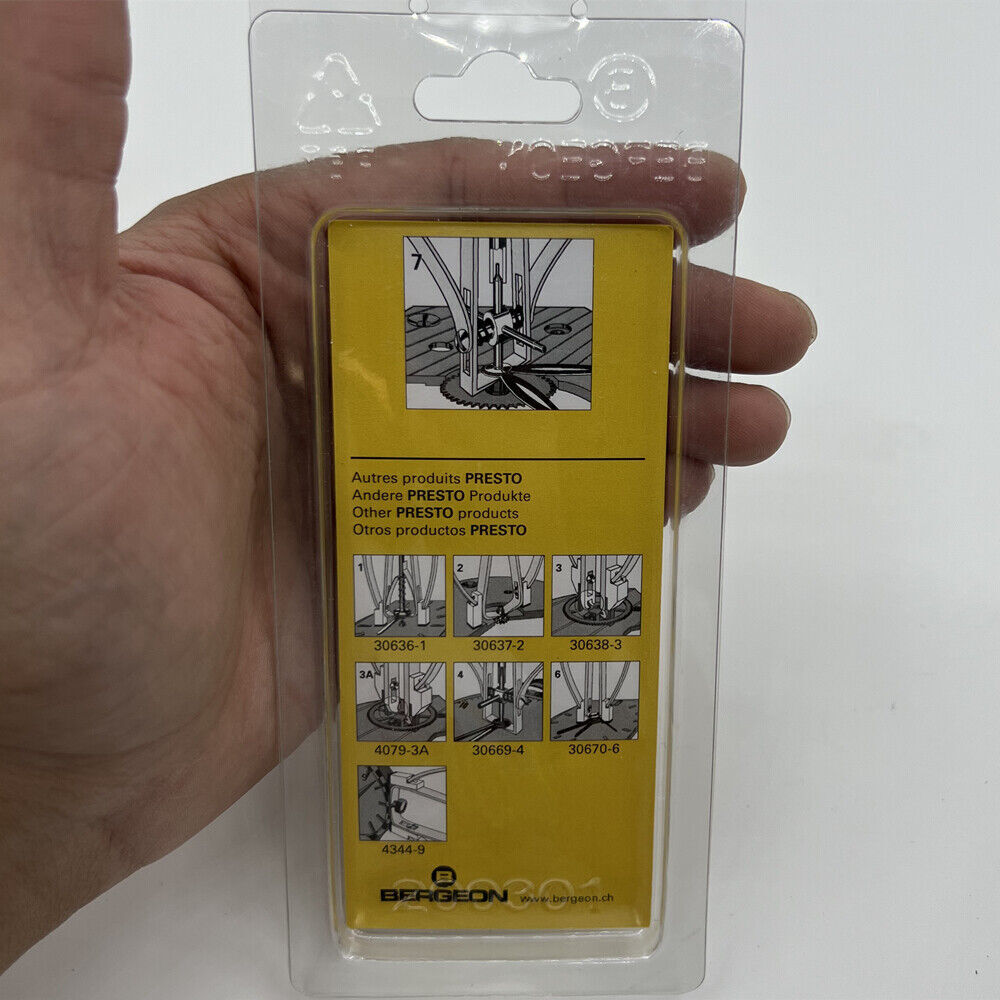 7
Autres produits PRESTO
Andere PRESTO Produkte
Other PRESTO products
Otros productos PRESTO
1 2 3
30636-1 30637-2 30638-3
3A 4 6
4079-3A 30669-4 30670-6
9
4344-9
B
BERGEON www.bergeon.ch